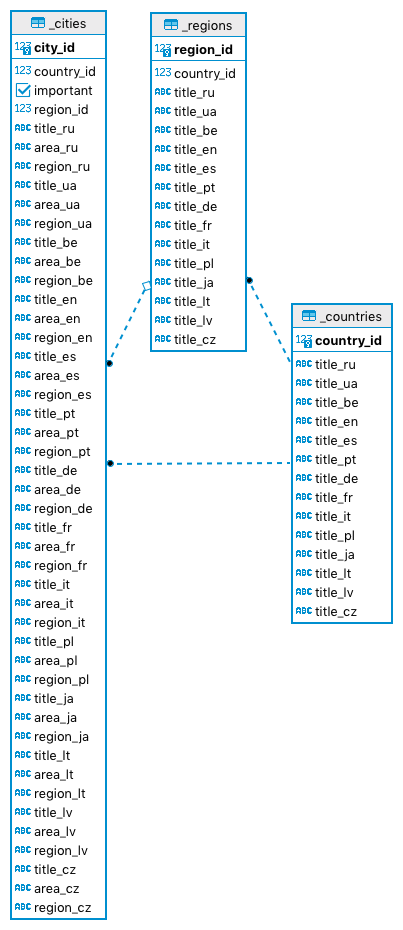 _cities
123 city_id
123 country_id
important
123 region_id
ABC title_ru
ABC area_ru
ABC region_ru
ABC title_ua
ABC area_ua
ABC region_ua
ABC title_be
ABC area_be
ABC region_be
ABC title_en
ABC area_en
ABC region_en
ABC title_es
ABC area_es
ABC region_es
ABC title_pt
ABC area_pt
ABC region_pt
ABC title_de
ABC area_de
ABC region_de
ABC title_fr
ABC area_fr
ABC region_fr
ABC title_it
ABC area_it
ABC region_it
ABC title_pl
ABC area_pl
ABC region_pl
ABC title_ja
ABC area_ja
ABC region_ja
ABC title_lt
ABC area_lt
ABC region_lt
ABC title_lv
ABC area_lv
ABC region_lv
ABC title_cz
ABC area_cz
ABC region_cz
_regions
123 region_id
123 country_id
ABC title_ru
ABC title_ua
ABC title_be
ABC title_en
ABC title_es
ABC title_pt
ABC title_de
ABC title_fr
ABC title_it
ABC title_pl
ABC title_ja
ABC title_lt
ABC title_lv
ABC title_cz
_countries
123 country_id
ABC title_ru
ABC title_ua
ABC title_be
ABC title_en
ABC title_es
ABC title_pt
ABC title_de
ABC title_fr
ABC title_it
ABC title_pl
ABC title_ja
ABC title_lt
ABC title_lv
ABC title_cz